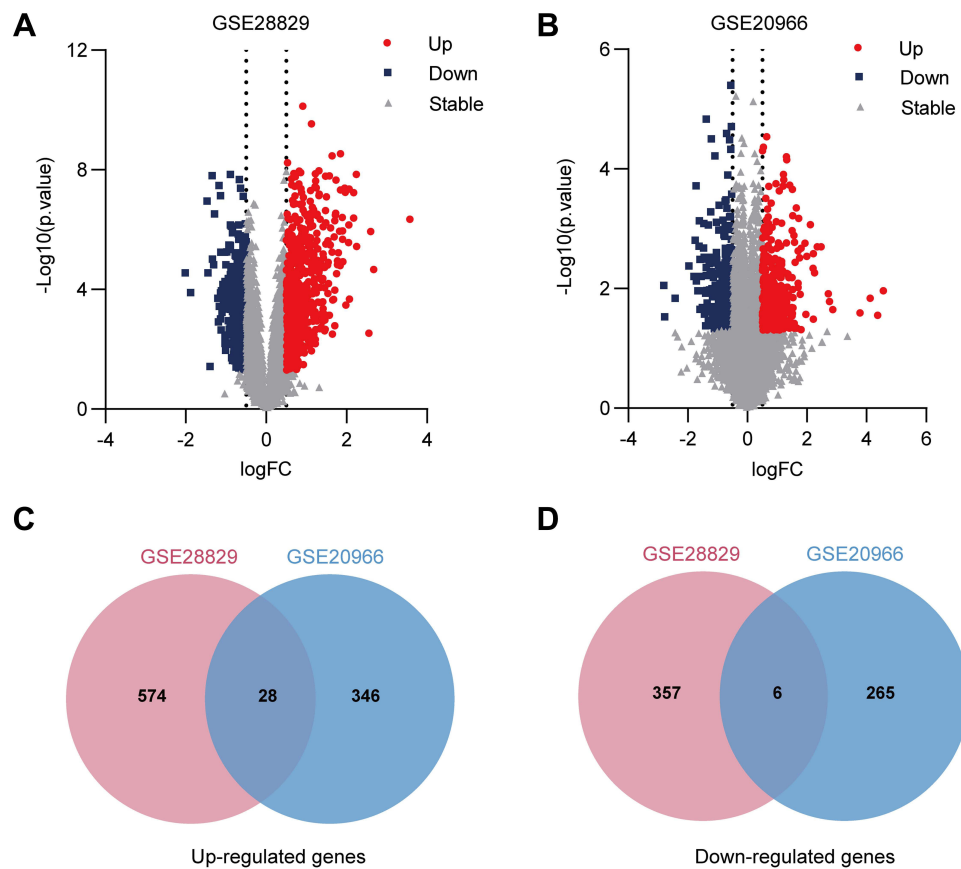 A
GSE28829
Up
Down
Stable
12
8
4
0
-Log10(p.value)
-4
-2
0
2
4
logFC
B
GSE20966
Up
Down
Stable
6
4
2
0
-Log10(p.value)
-4
-2
0
2
4
6
logFC
C
GSE28829
GSE20966
574
28
346
Up-regulated genes
D
GSE28829
GSE20966
357
6
265
Down-regulated genes